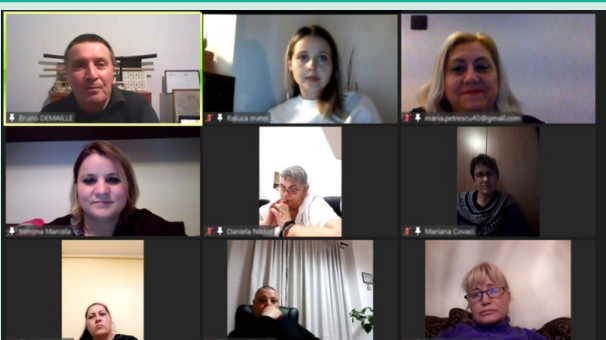 Bruno DEMAILLE
Raluca matei
maria.petrescu40@gmail.com
Simona Marcela
Daniela
Mariana Covaci